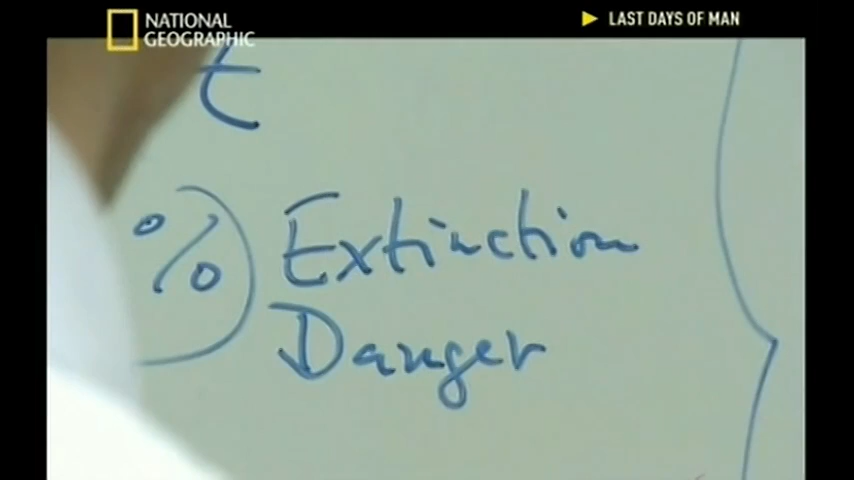 NATIONAL
GEOGRAPHIC
LAST DAYS OF MAN
t
%) Extinction
Danger